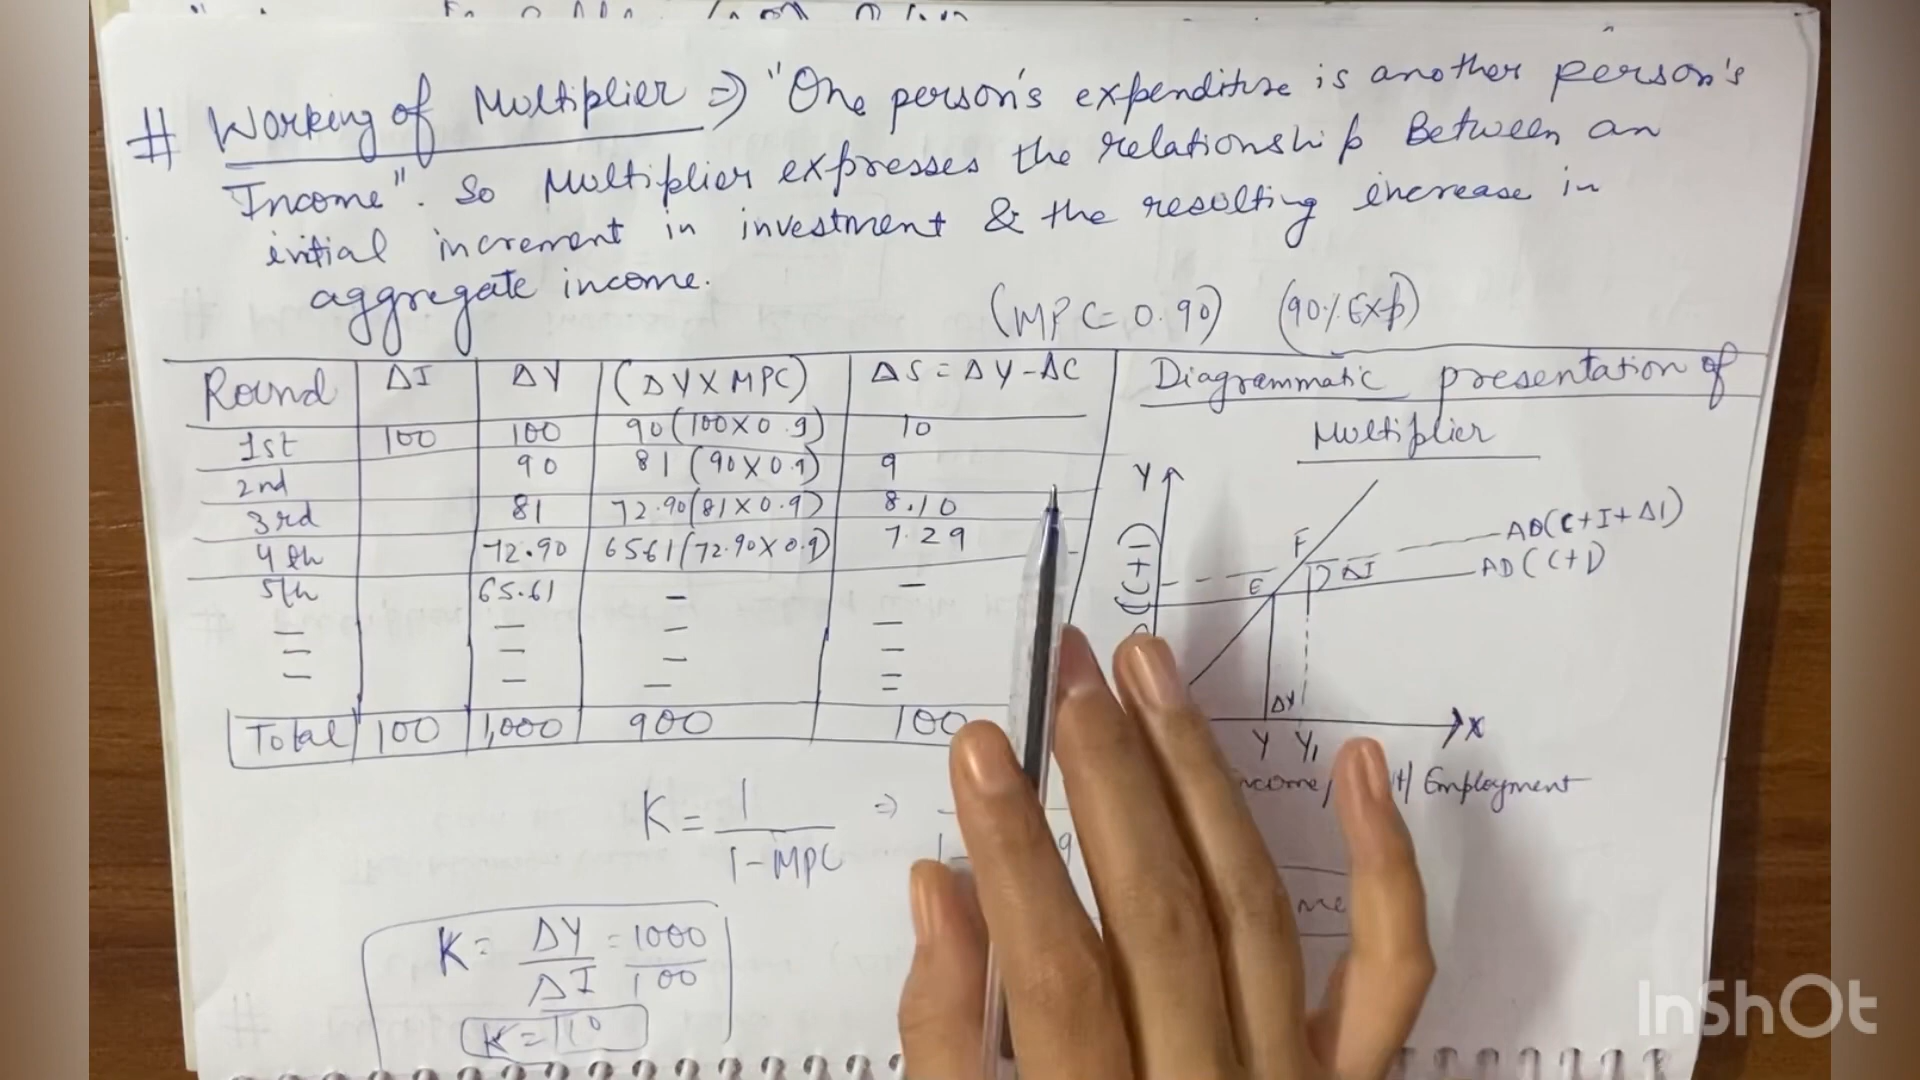 # Working of Multiplier => "One person's expenditure is another person's
Income". So Multiplier expresses the relationship Between an
initial increment in investment & the resulting increase in
aggregate income.
(MPC = 0.90) (90% Exp)
Round ΔI ΔY (ΔY X MPC) ΔS = ΔY - ΔC
1st 100 100 90 (100 X 0.9) 10
2nd 90 81 (90 X 0.9) 9
3rd 81 72.90 (81 X 0.9) 8.10
4th 72.90 6561 (72.90 X 0.9) 7.29
5th 65.61 - -
- - - -
- - - -
- - - -
Total 100 1,000 900 100
K = 1 / 1-MPC =>
9
K = ΔY / ΔI = 1000 / 100
K = 10
Diagrammatic presentation of
Multiplier
Y
(C+I)
AD (C+I+ΔI)
AD (C+I)
F
E
ΔI
ΔY
X
Y Y1
Employment
InShOt